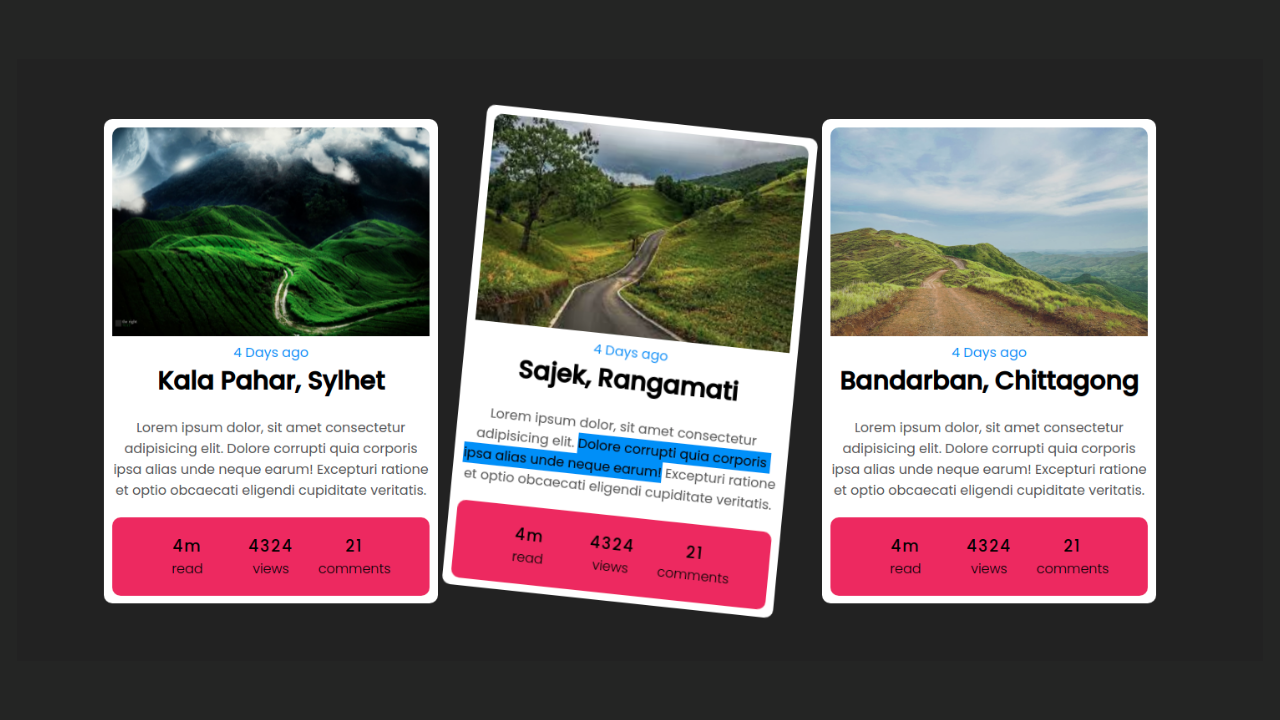 4 Days ago
Kala Pahar, Sylhet
Lorem ipsum dolor, sit amet consectetur
adipisicing elit. Dolore corrupti quia corporis
ipsa alias unde neque earum! Excepturi ratione
et optio obcaecati eligendi cupiditate veritatis.
4m 4324 21
read views comments
4 Days ago
Sajek, Rangamati
Lorem ipsum dolor, sit amet consectetur
adipisicing elit. Dolore corrupti quia corporis
ipsa alias unde neque earum! Excepturi ratione
et optio obcaecati eligendi cupiditate veritatis.
4m 4324 21
read views comments
4 Days ago
Bandarban, Chittagong
Lorem ipsum dolor, sit amet consectetur
adipisicing elit. Dolore corrupti quia corporis
ipsa alias unde neque earum! Excepturi ratione
et optio obcaecati eligendi cupiditate veritatis.
4m 4324 21
read views comments